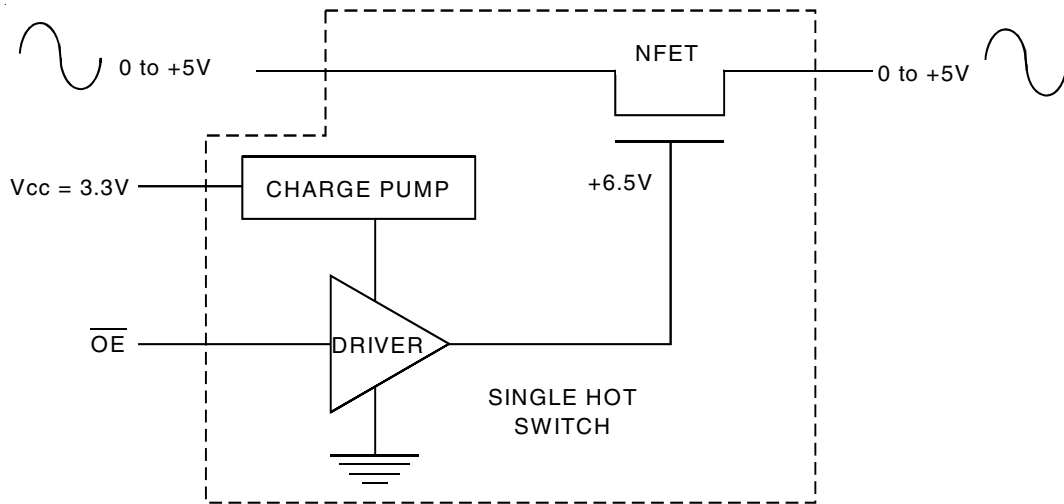 NFET
0 to +5V
0 to +5V
Vcc = 3.3V
CHARGE PUMP
+6.5V
OE
DRIVER
SINGLE HOT
SWITCH